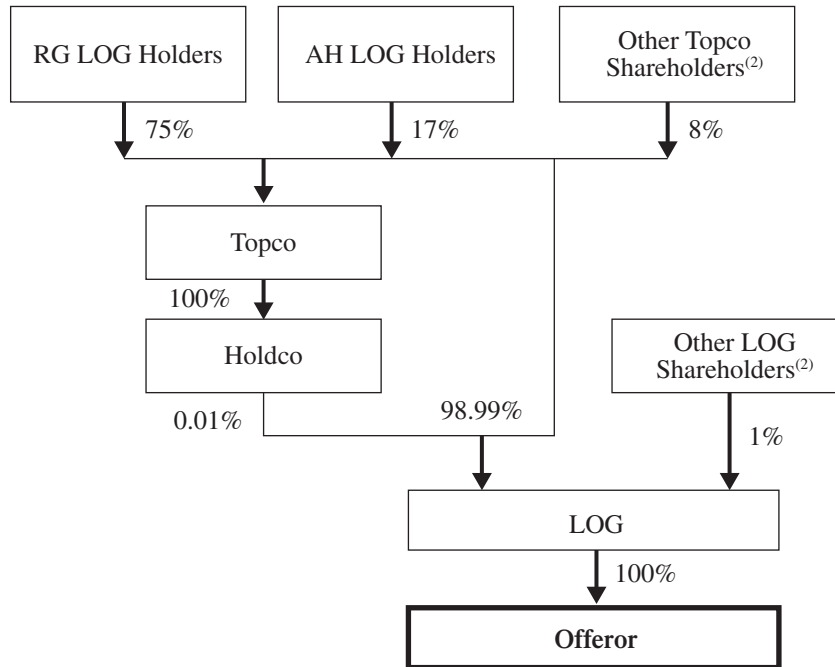 RG LOG Holders
AH LOG Holders
Other Topco
Shareholders(2)
75%
17%
8%
Topco
100%
Holdco
Other LOG
Shareholders(2)
0.01%
98.99%
1%
LOG
100%
Offeror